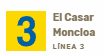 3
El Casar
Moncloa
LÍNEA 3